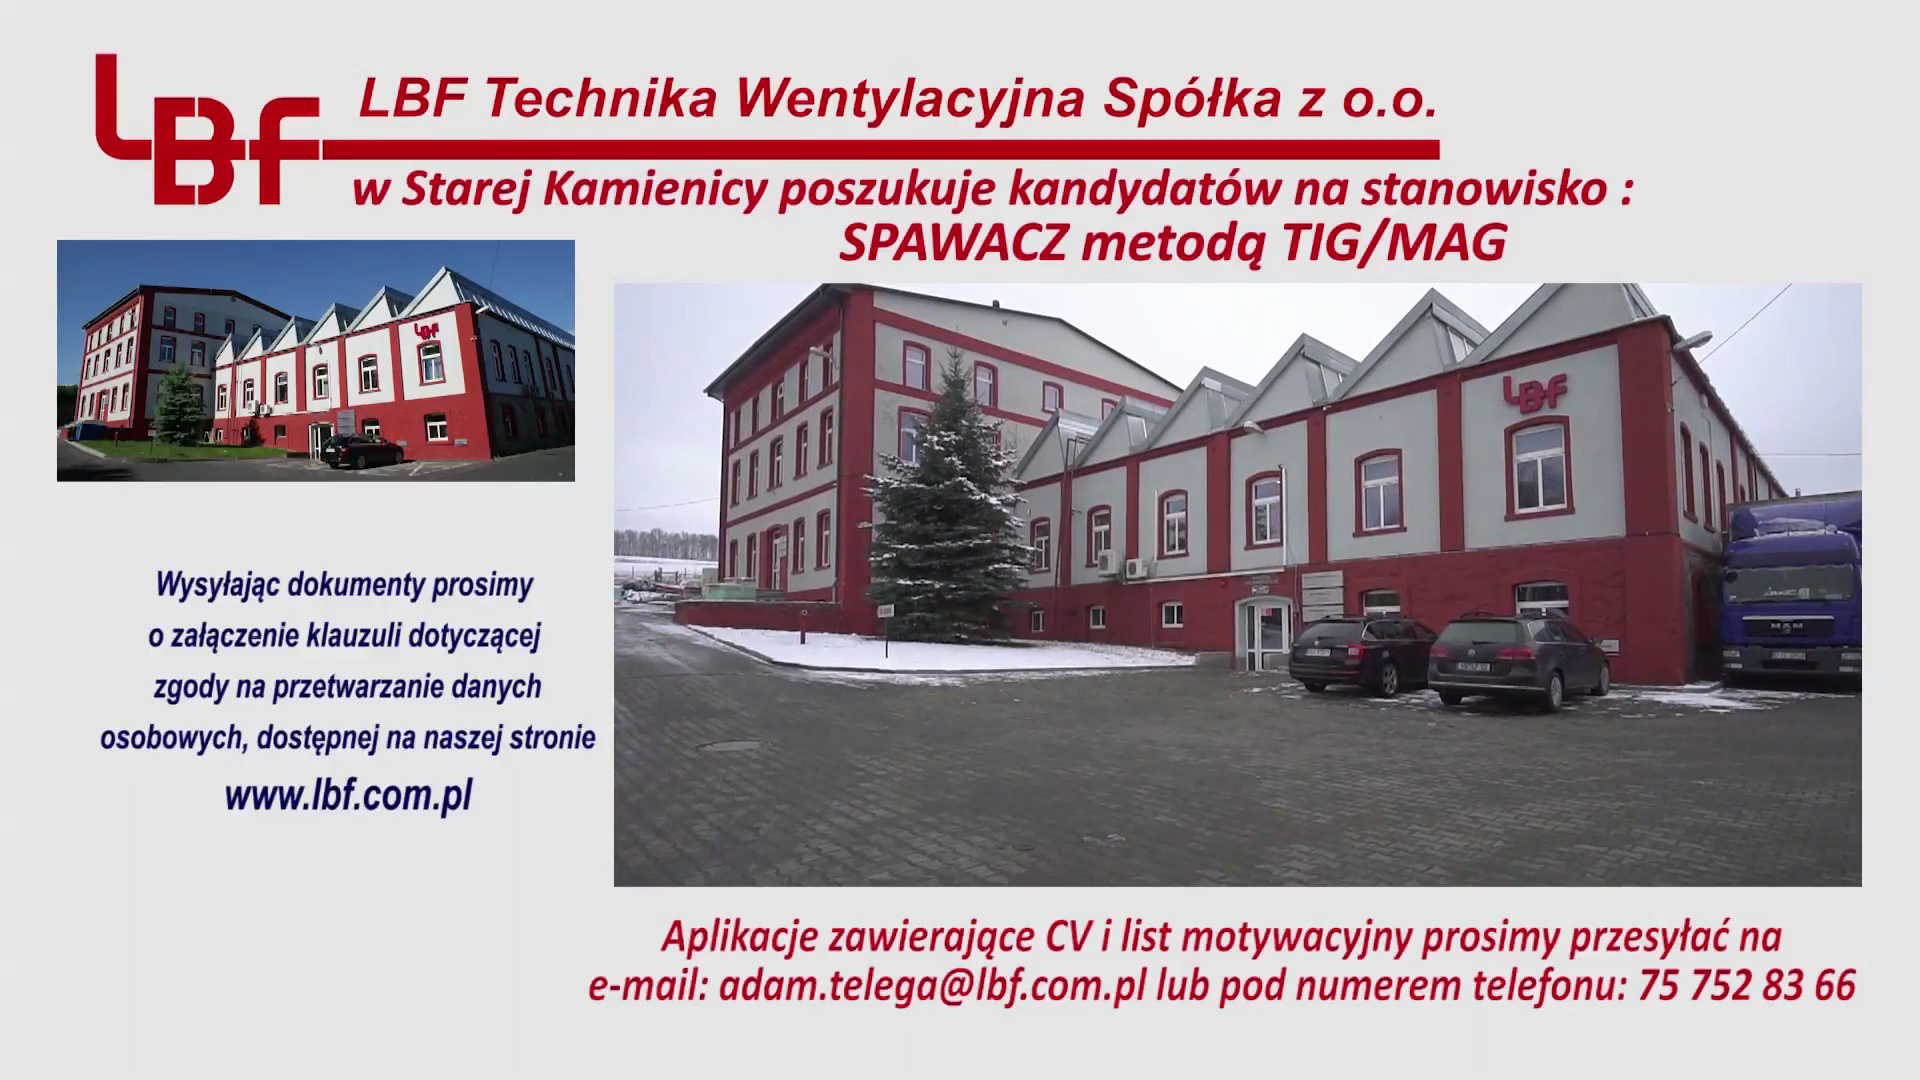 LBF
LBF Technika Wentylacyjna Spółka z o.o.
w Starej Kamienicy poszukuje kandydatów na stanowisko :
SPAWACZ metodą TIG/MAG
LBF
LBF
Wysyłając dokumenty prosimy
o załączenie klauzuli dotyczącej
zgody na przetwarzanie danych
osobowych, dostępnej na naszej stronie
www.lbf.com.pl
Aplikacje zawierające CV i list motywacyjny prosimy przesyłać na
e-mail: adam.telega@lbf.com.pl lub pod numerem telefonu: 75 752 83 66